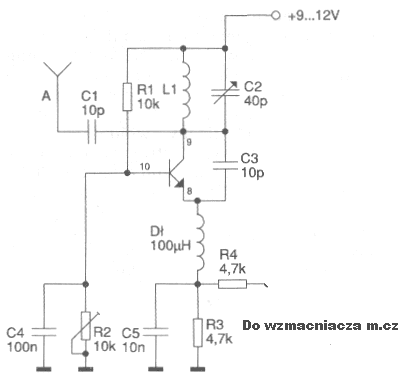 +9...12V
A
C1
10p
R1
10k
L1
C2
40p
9
C3
10p
10
8
Dł
100µH
R4
4,7k
C4
100n
R2
10k
C5
10n
R3
4,7k
Do wzmacniacza m.cz